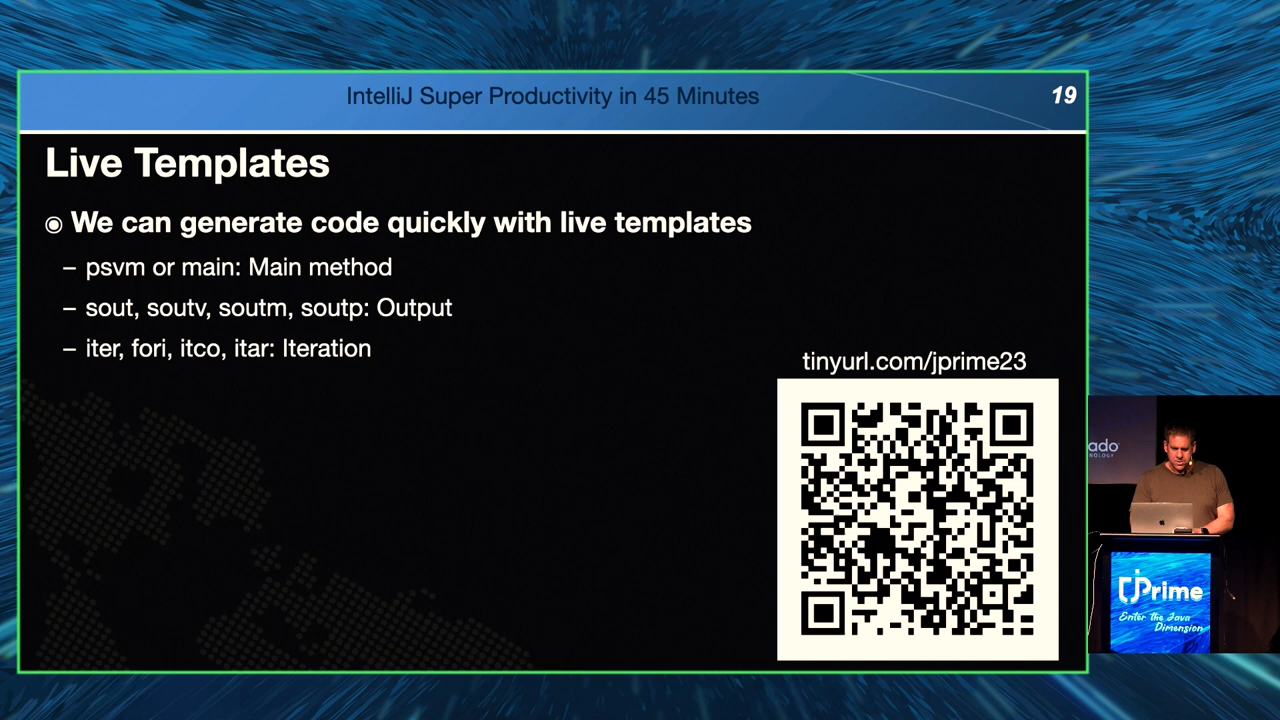 IntelliJ Super Productivity in 45 Minutes
19
Live Templates
We can generate code quickly with live templates
– psvm or main: Main method
– sout, soutv, soutm, soutp: Output
– iter, fori, itco, itar: Iteration
tinyurl.com/jprime23
ado
NOLOGY
jPrime
Enter the Java
Dimension